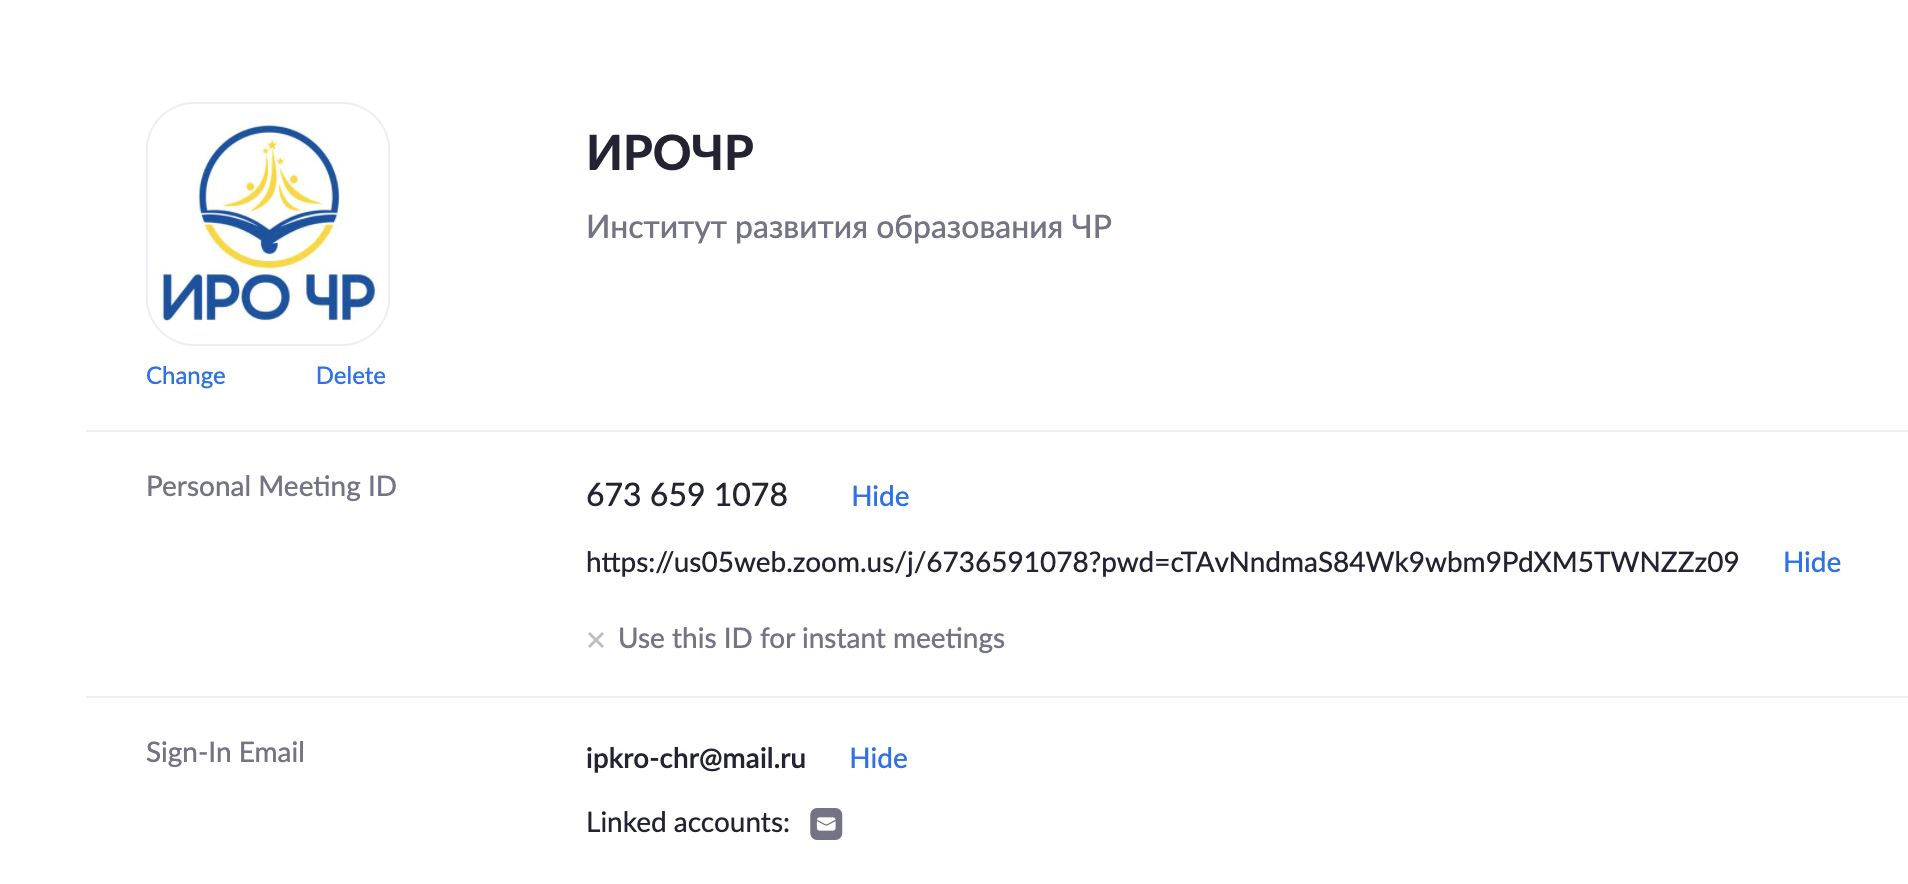 ИРО ЧР
Change Delete
ИРОЧР
Институт развития образования ЧР
Personal Meeting ID
673 659 1078 Hide
https://us05web.zoom.us/j/6736591078?pwd=cTAvNndmaS84Wk9wbm9PdXM5TWNZZz09 Hide
× Use this ID for instant meetings
Sign-In Email
ipkro-chr@mail.ru Hide
Linked accounts: